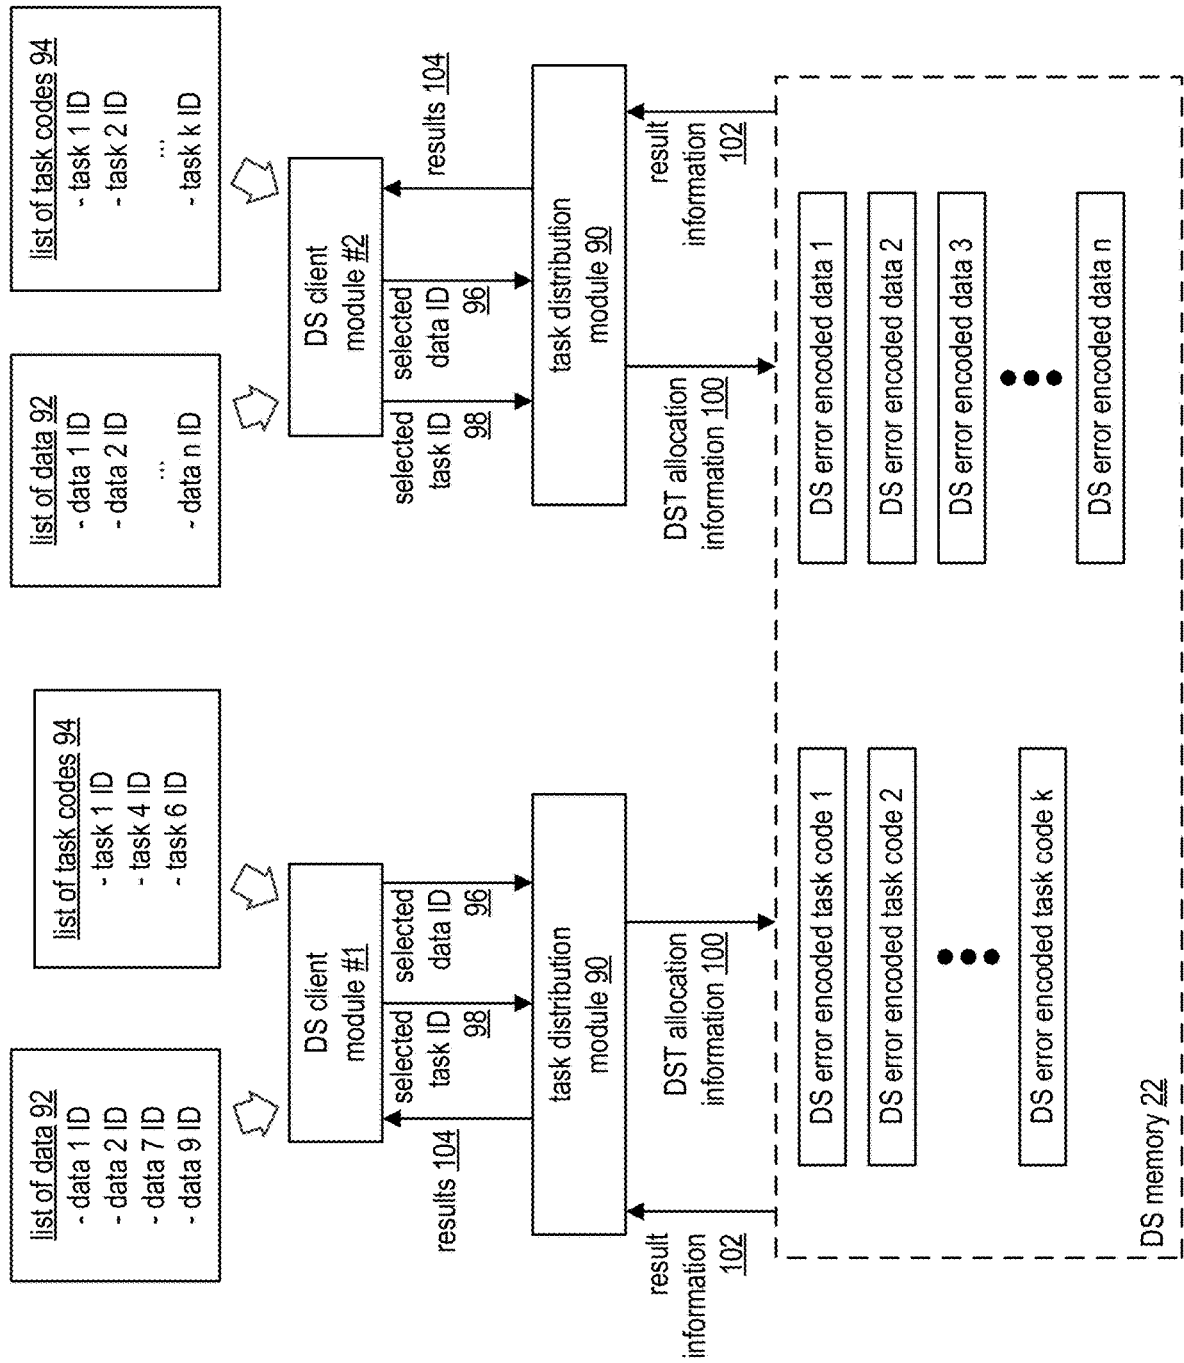 list of data 92
- data 1 ID
- data 2 ID
- data 7 ID
- data 9 ID
list of task codes 94
- task 1 ID
- task 4 ID
- task 6 ID
list of data 92
- data 1 ID
- data 2 ID
...
- data n ID
list of task codes 94
- task 1 ID
- task 2 ID
...
- task k ID
DS client
module #1
results 104
selected
task ID
98
selected
data ID
96
task distribution
module 90
result
information
102
DST allocation
information 100
DS client
module #2
selected
task ID
98
selected
data ID
96
results 104
task distribution
module 90
DST allocation
information 100
result
information
102
DS error encoded task code 1
DS error encoded task code 2
DS error encoded task code k
DS error encoded data 1
DS error encoded data 2
DS error encoded data 3
DS error encoded data n
DS memory 22